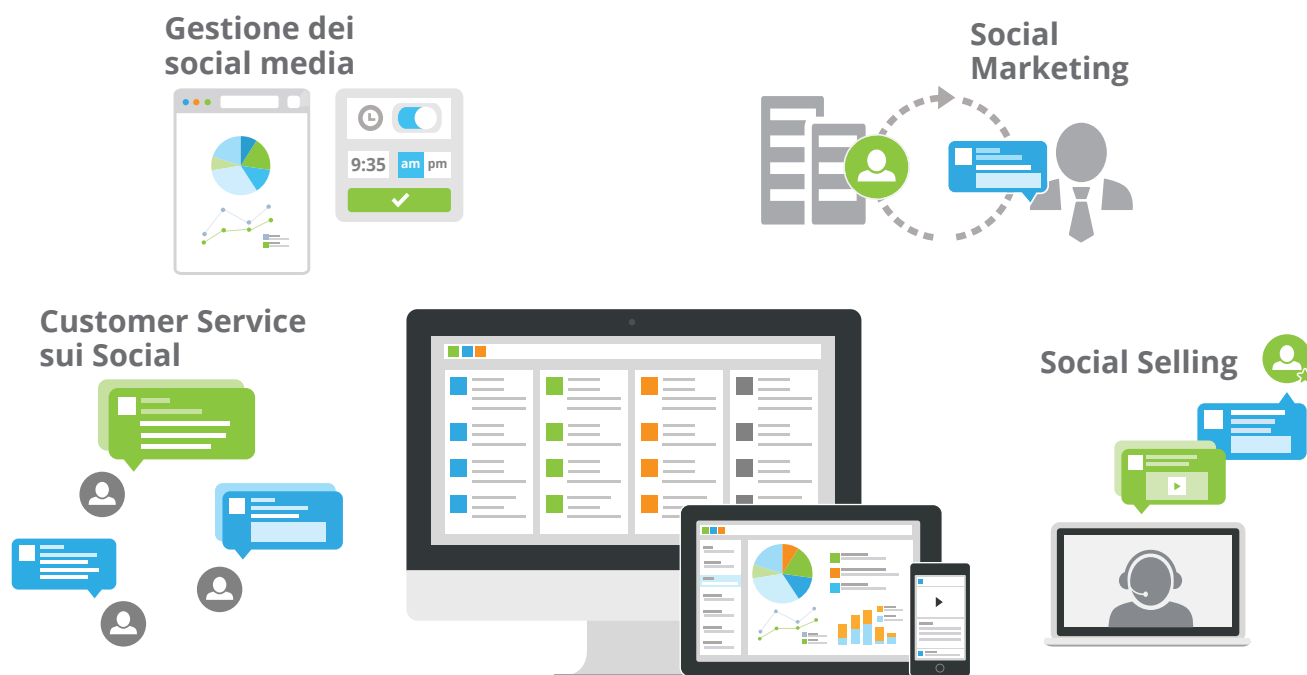 Gestione dei
social media
9:35 am pm
Social
Marketing
Customer Service
sui Social
Social Selling